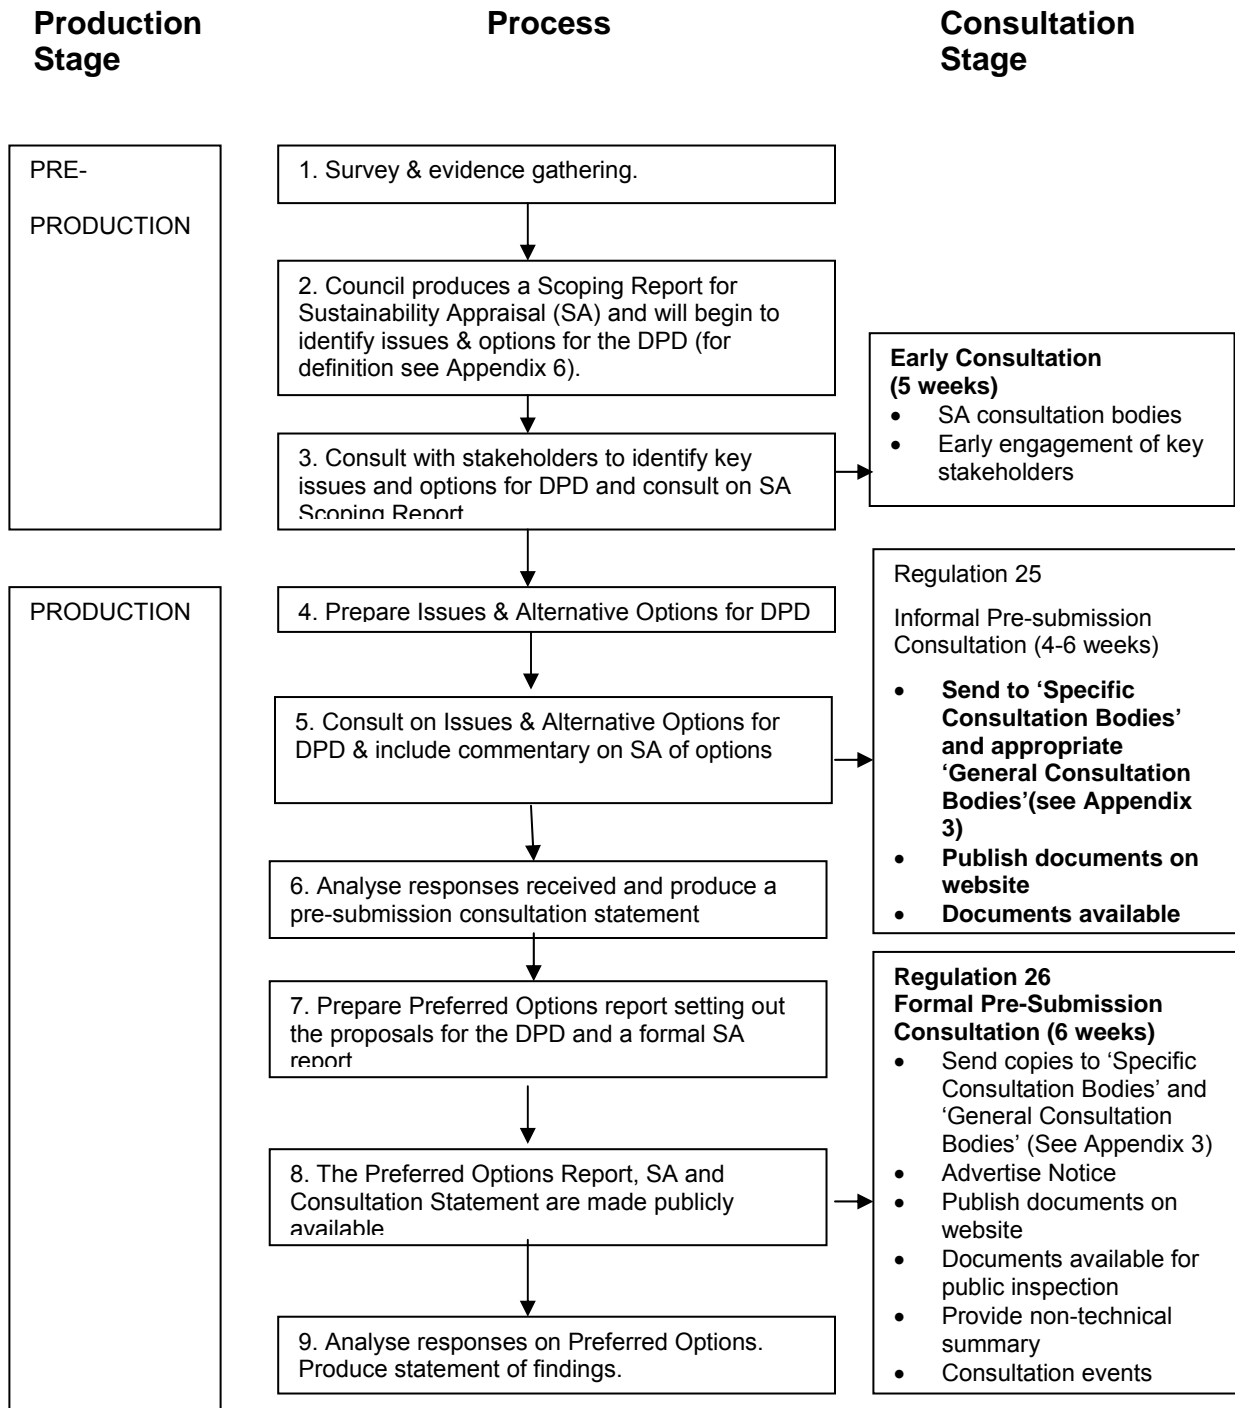 Production
Stage
Process
Consultation
Stage
PRE-
PRODUCTION
1. Survey & evidence gathering.
2. Council produces a Scoping Report for
Sustainability Appraisal (SA) and will begin to
identify issues & options for the DPD (for
definition see Appendix 6).
3. Consult with stakeholders to identify key
issues and options for DPD and consult on SA
Scoping Report
Early Consultation
(5 weeks)
• SA consultation bodies
• Early engagement of key
stakeholders
PRODUCTION
4. Prepare Issues & Alternative Options for DPD
5. Consult on Issues & Alternative Options for
DPD & include commentary on SA of options
Regulation 25
Informal Pre-submission
Consultation (4-6 weeks)
• Send to ‘Specific
Consultation Bodies’
and appropriate
‘General Consultation
Bodies’(see Appendix
3)
• Publish documents on
website
• Documents available
6. Analyse responses received and produce a
pre-submission consultation statement
7. Prepare Preferred Options report setting out
the proposals for the DPD and a formal SA
report
8. The Preferred Options Report, SA and
Consultation Statement are made publicly
available
Regulation 26
Formal Pre-Submission
Consultation (6 weeks)
• Send copies to ‘Specific
Consultation Bodies’ and
‘General Consultation
Bodies’ (See Appendix 3)
• Advertise Notice
• Publish documents on
website
• Documents available for
public inspection
• Provide non-technical
summary
• Consultation events
9. Analyse responses on Preferred Options.
Produce statement of findings.